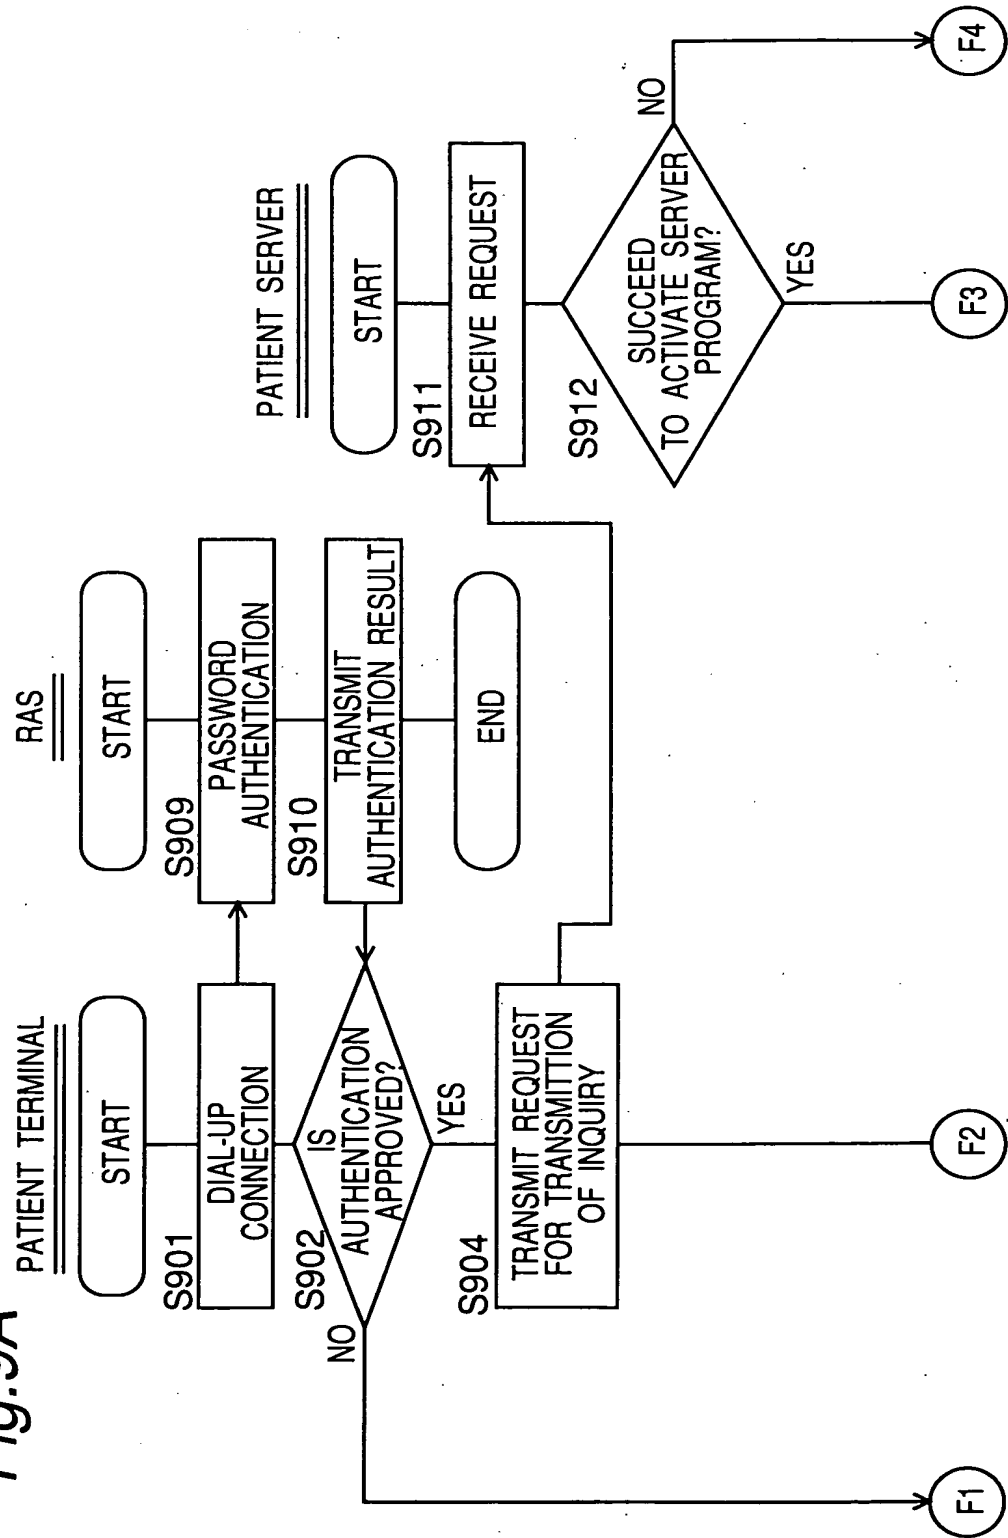 Fig.9A
PATIENT TERMINAL
START
S901
DIAL-UP
CONNECTION
S902
IS
AUTHENTICATION
APPROVED?
NO
YES
S904
TRANSMIT REQUEST
FOR TRANSMITTION
OF INQUIRY
F1
F2
RAS
START
S909
PASSWORD
AUTHENTICATION
S910
TRANSMIT
AUTHENTICATION RESULT
END
PATIENT SERVER
START
S911
RECEIVE REQUEST
S912
SUCCEED
TO ACTIVATE SERVER
PROGRAM?
NO
YES
F3
F4